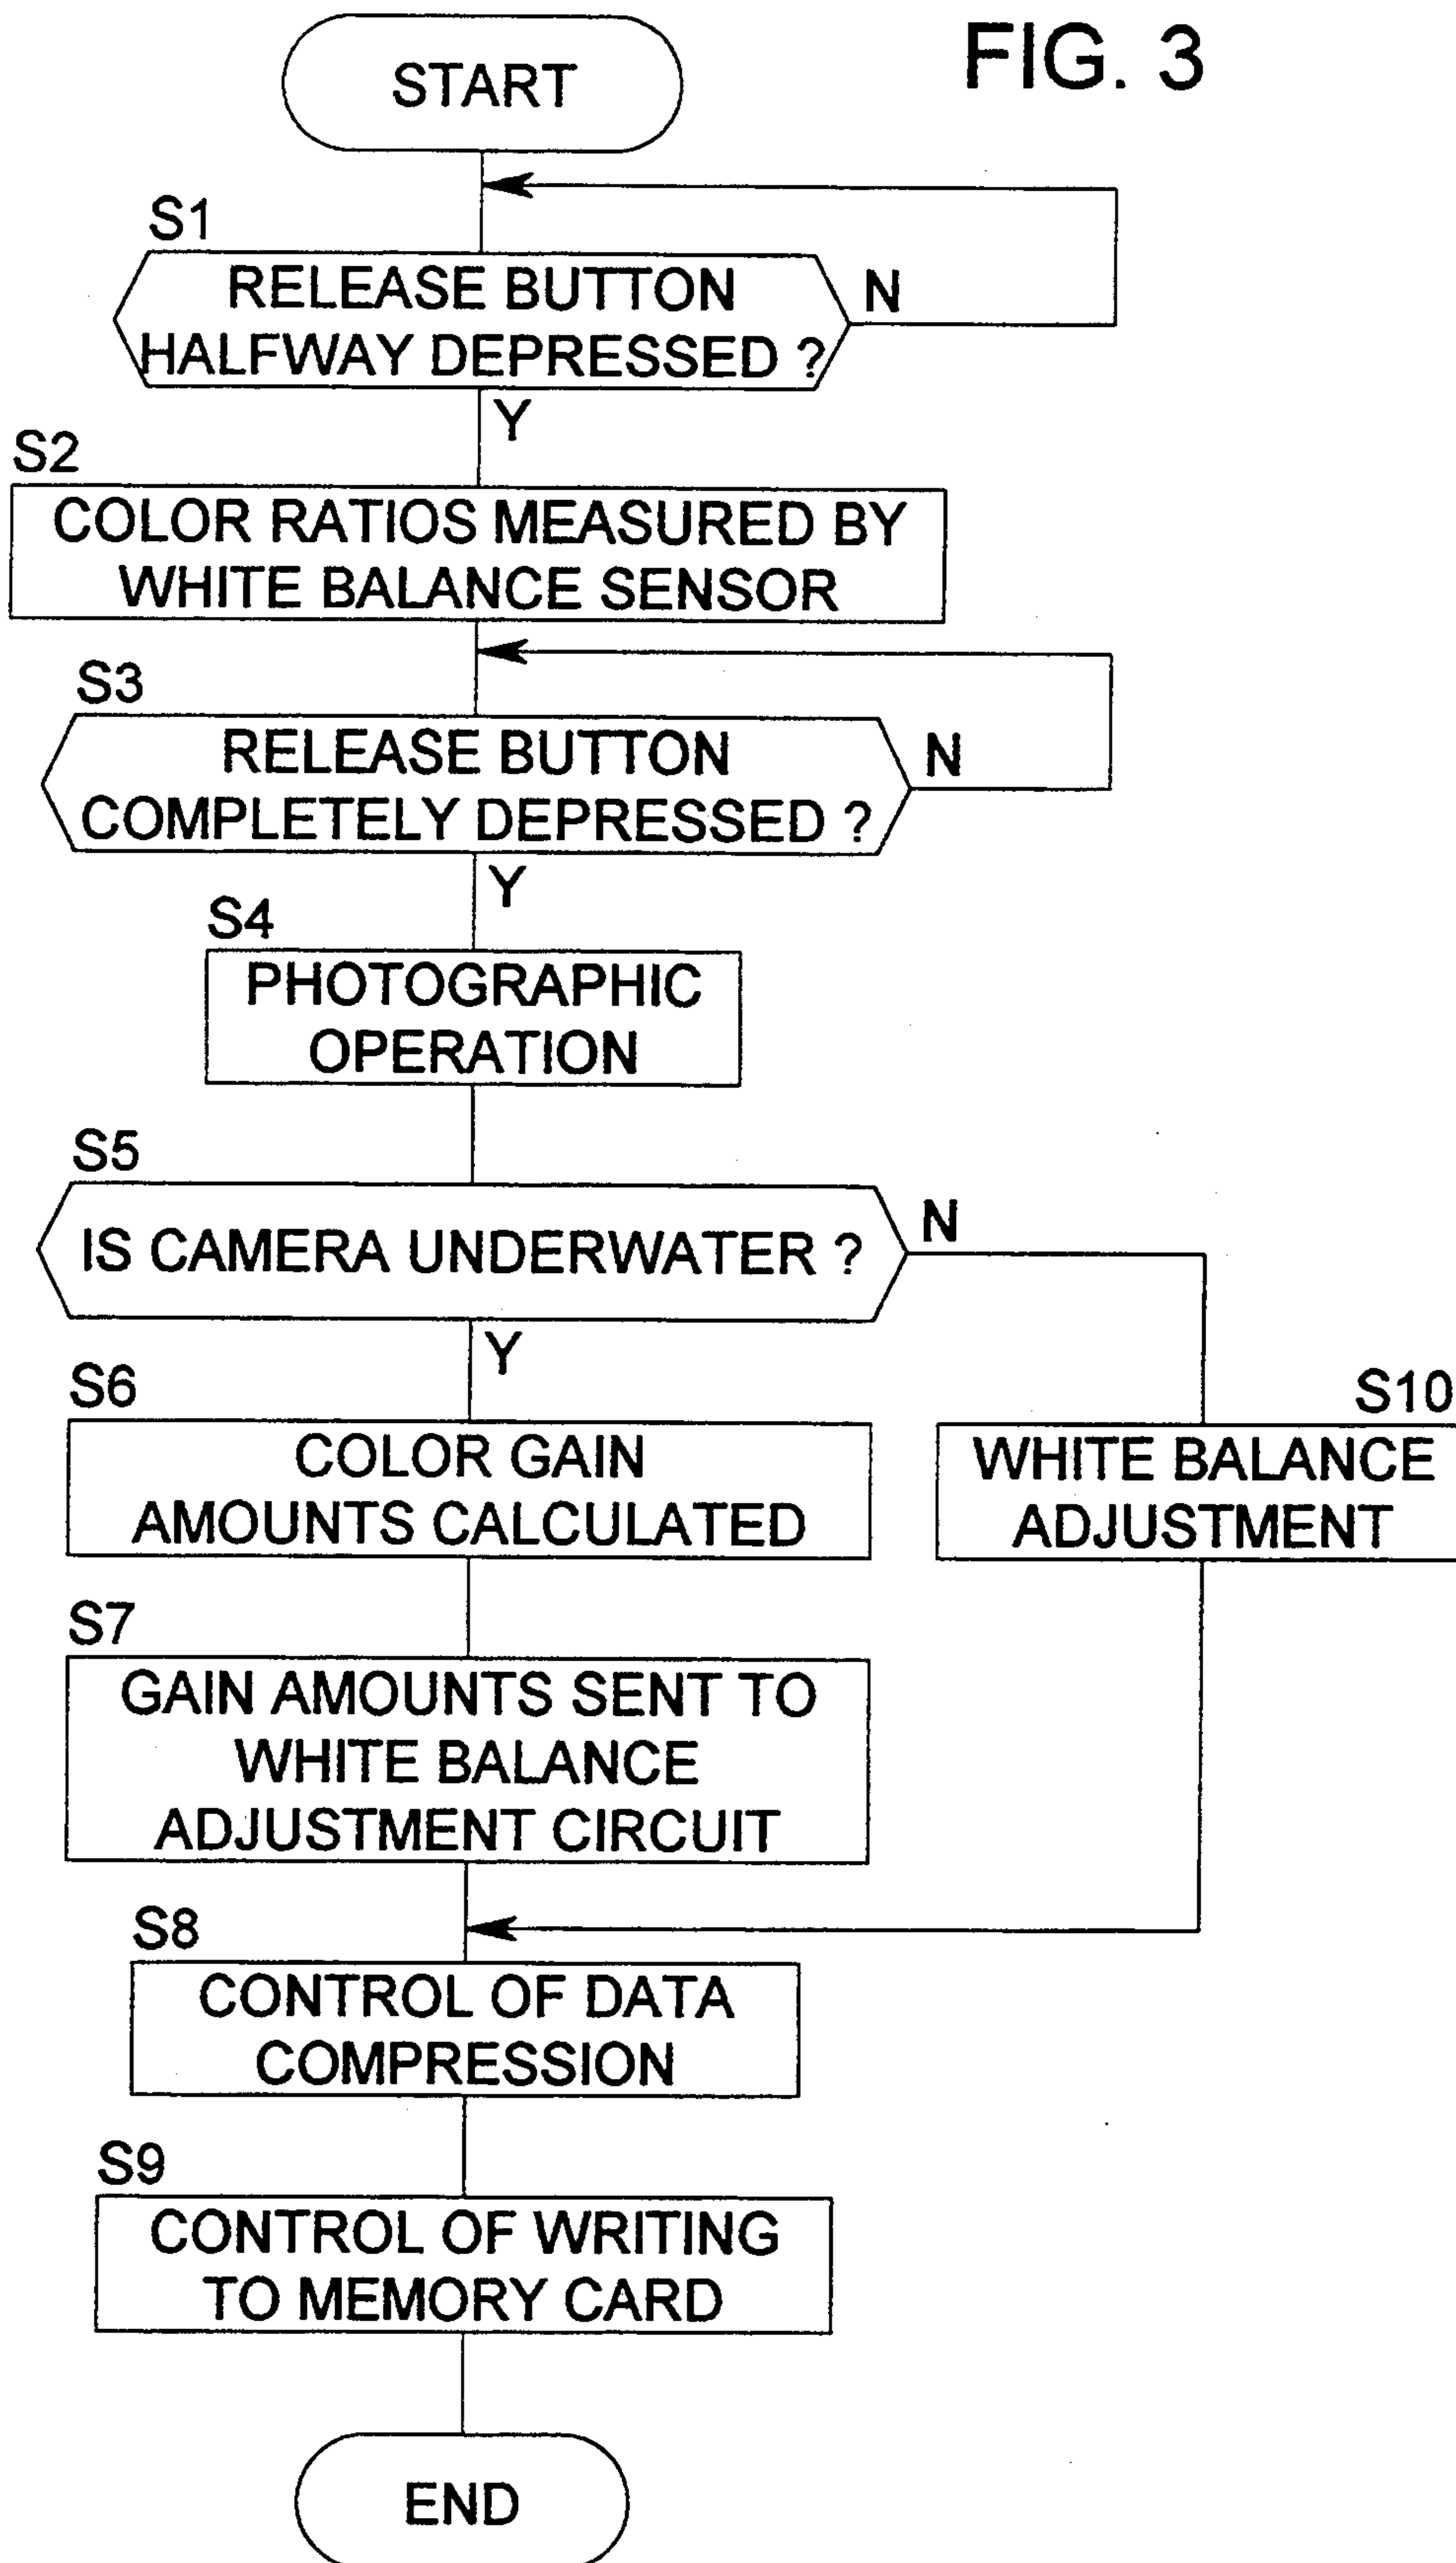 FIG. 3
START
S1
RELEASE BUTTON
HALFWAY DEPRESSED ?
N
Y
S2
COLOR RATIOS MEASURED BY
WHITE BALANCE SENSOR
S3
RELEASE BUTTON
COMPLETELY DEPRESSED ?
N
Y
S4
PHOTOGRAPHIC
OPERATION
S5
IS CAMERA UNDERWATER ?
N
Y
S6
COLOR GAIN
AMOUNTS CALCULATED
S10
WHITE BALANCE
ADJUSTMENT
S7
GAIN AMOUNTS SENT TO
WHITE BALANCE
ADJUSTMENT CIRCUIT
S8
CONTROL OF DATA
COMPRESSION
S9
CONTROL OF WRITING
TO MEMORY CARD
END